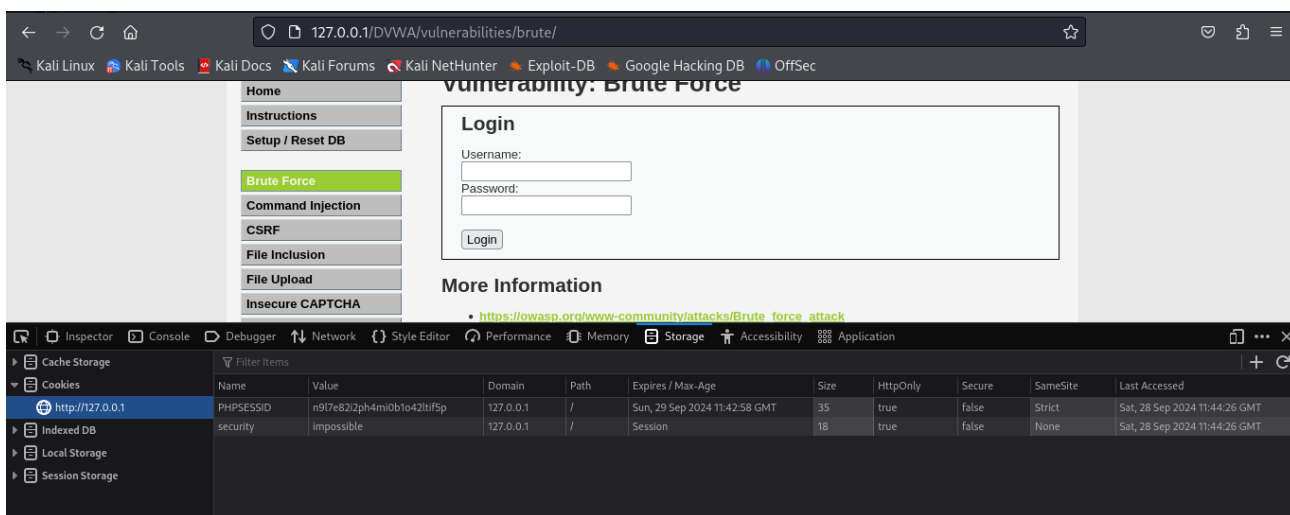 127.0.0.1/DVWA/vulnerabilities/brute/
Kali Linux Kali Tools Kali Docs Kali Forums Kali NetHunter Exploit-DB Google Hacking DB OffSec
Vulnerability: Brute Force
Home
Instructions
Setup / Reset DB
Brute Force
Command Injection
CSRF
File Inclusion
File Upload
Insecure CAPTCHA
Login
Username:
Password:
Login
More Information
• https://owasp.org/www-community/attacks/Brute_force_attack
Inspector Console Debugger Network Style Editor Performance Memory Storage Accessibility Application
Cache Storage
Cookies
http://127.0.0.1
Indexed DB
Local Storage
Session Storage
Filter Items
Name Value Domain Path Expires / Max-Age Size HttpOnly Secure SameSite Last Accessed
PHPSESSID n9l7e82i2ph4mi0b1o42ltif5p 127.0.0.1 / Sun, 29 Sep 2024 11:42:58 GMT 35 true false Strict Sat, 28 Sep 2024 11:44:26 GMT
security impossible 127.0.0.1 / Session 18 true false None Sat, 28 Sep 2024 11:44:26 GMT